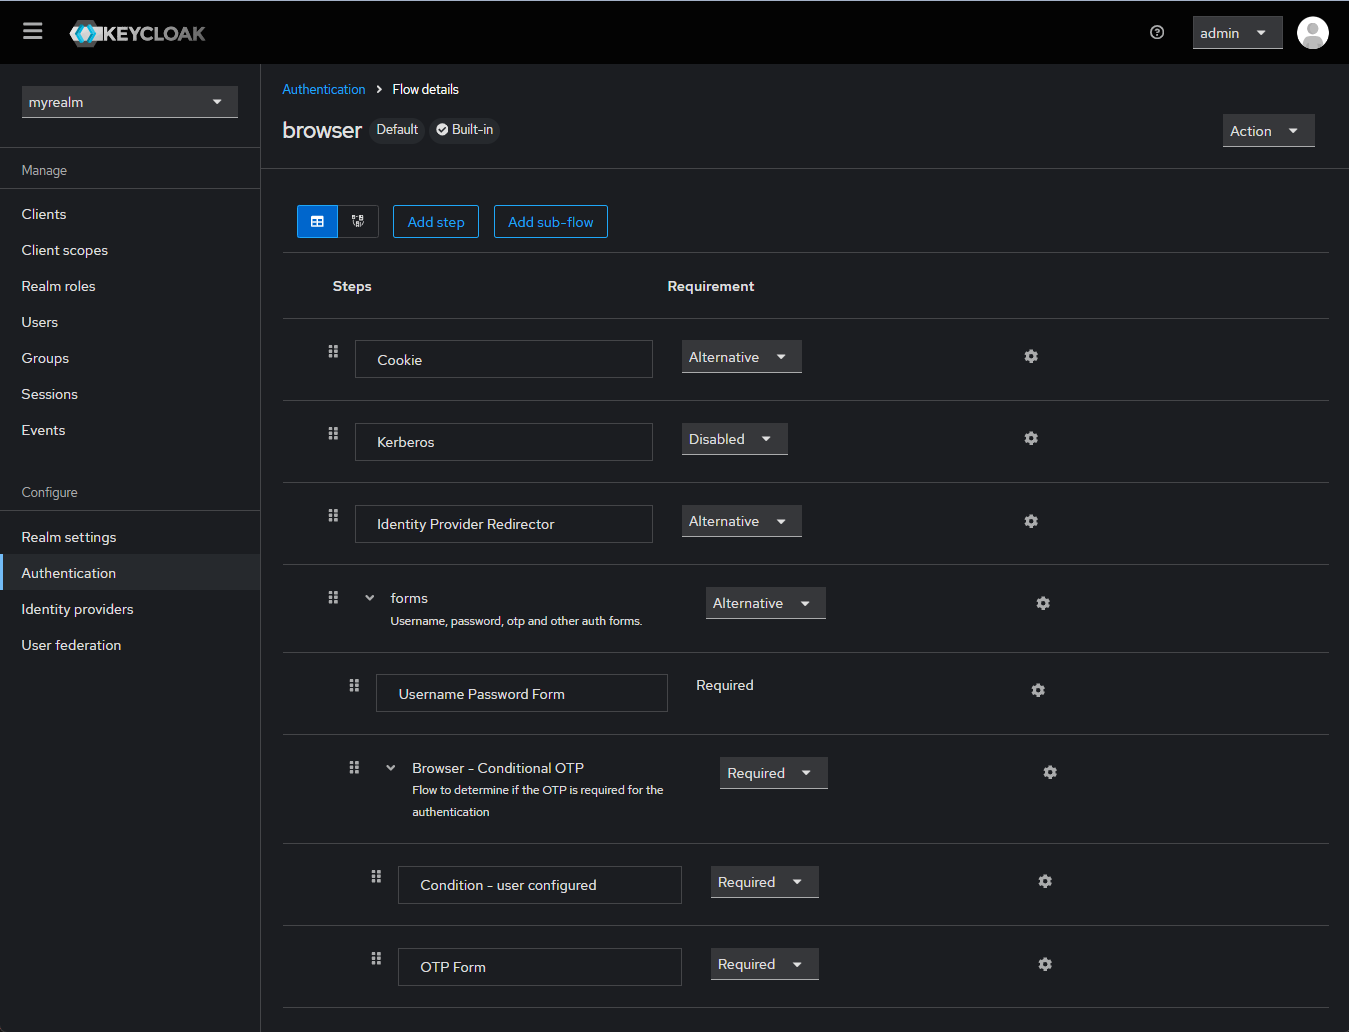 KEYCLOAK
admin
myrealm
Manage
Clients
Client scopes
Realm roles
Users
Groups
Sessions
Events
Configure
Realm settings
Authentication
Identity providers
User federation
Authentication > Flow details
browser Default Built-in
Action
Add step Add sub-flow
Steps Requirement
Cookie Alternative
Kerberos Disabled
Identity Provider Redirector Alternative
forms Alternative
Username, password, otp and other auth forms.
Username Password Form Required
Browser - Conditional OTP Required
Flow to determine if the OTP is required for the
authentication
Condition - user configured Required
OTP Form Required